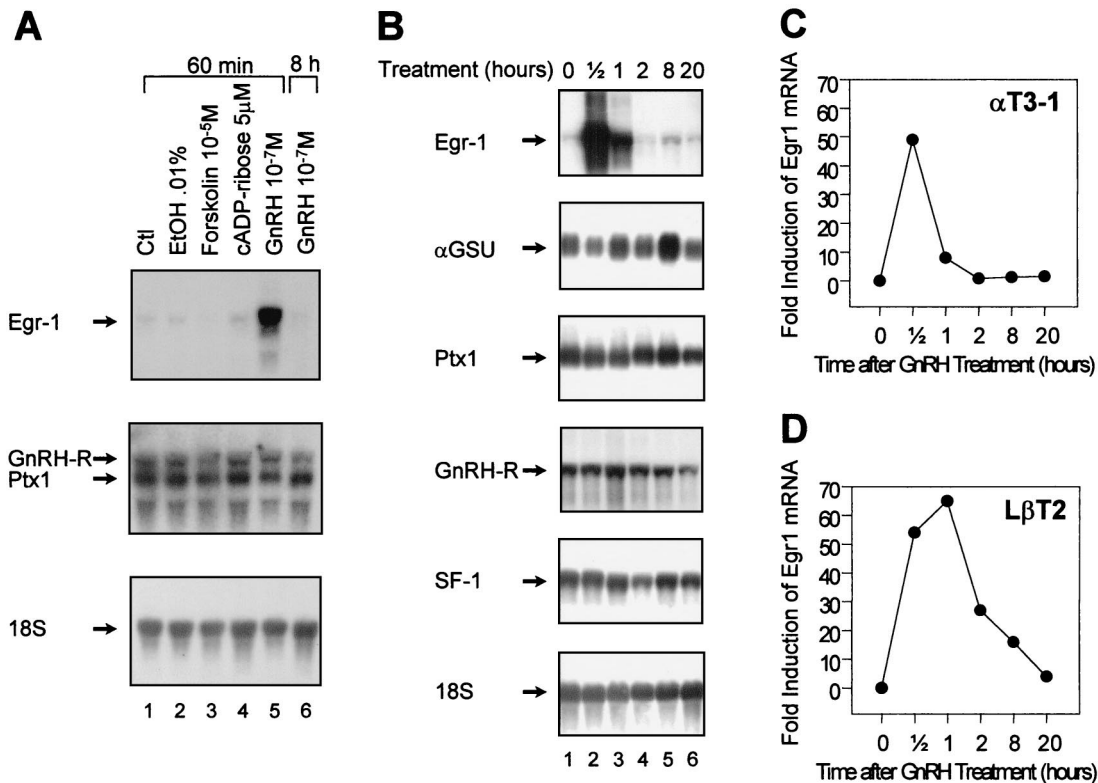 A
60 min
8 h
Ctl
EtOH .01%
Forskolin 10⁻⁵M
cADP-ribose 5μM
GnRH 10⁻⁷M
GnRH 10⁻⁷M
Egr-1
GnRH-R
Ptx1
18S
1 2 3 4 5 6
B
Treatment (hours) 0 ½ 1 2 8 20
Egr-1
αGSU
Ptx1
GnRH-R
SF-1
18S
1 2 3 4 5 6
C
Fold Induction of Egr1 mRNA
70
60
50
40
30
20
10
0
αT3-1
0 ½ 1 2 8 20
Time after GnRH Treatment (hours)
D
Fold Induction of Egr1 mRNA
70
60
50
40
30
20
10
0
LβT2
0 ½ 1 2 8 20
Time after GnRH Treatment (hours)